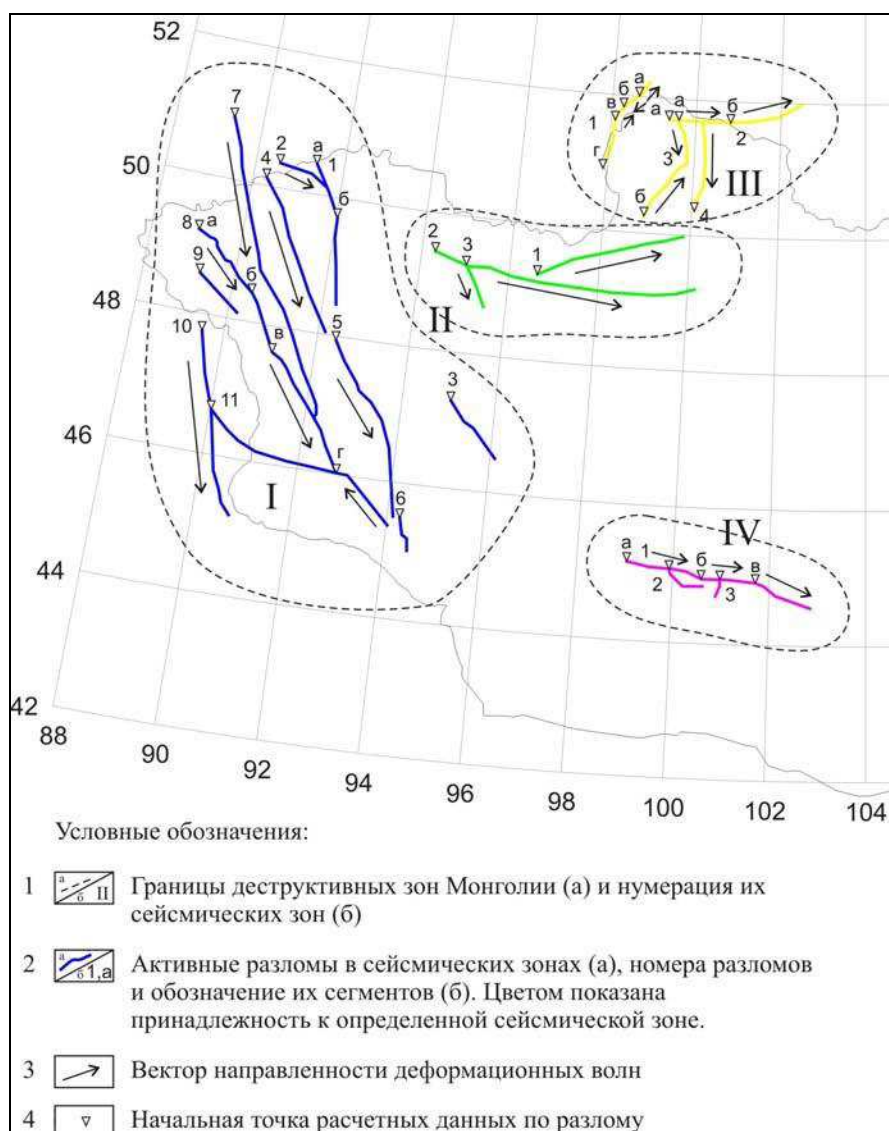 52
50
48
46
44
42
88
90
92
94
96
98
100
102
104
7
2
а
4
1
б
8
а
9
б
10
в
5
11
г
3
6
I
2
3
1
II
а
б
в
1
г
а
а
б
2
3
б
4
III
а
1
б
в
2
3
IV
Условные обозначения:
1 а б II Границы деструктивных зон Монголии (а) и нумерация их
сейсмических зон (б)
2 а б 1,а Активные разломы в сейсмических зонах (а), номера разломов
и обозначение их сегментов (б). Цветом показана
принадлежность к определенной сейсмической зоне.
3 Вектор направленности деформационных волн
4 Начальная точка расчетных данных по разлому